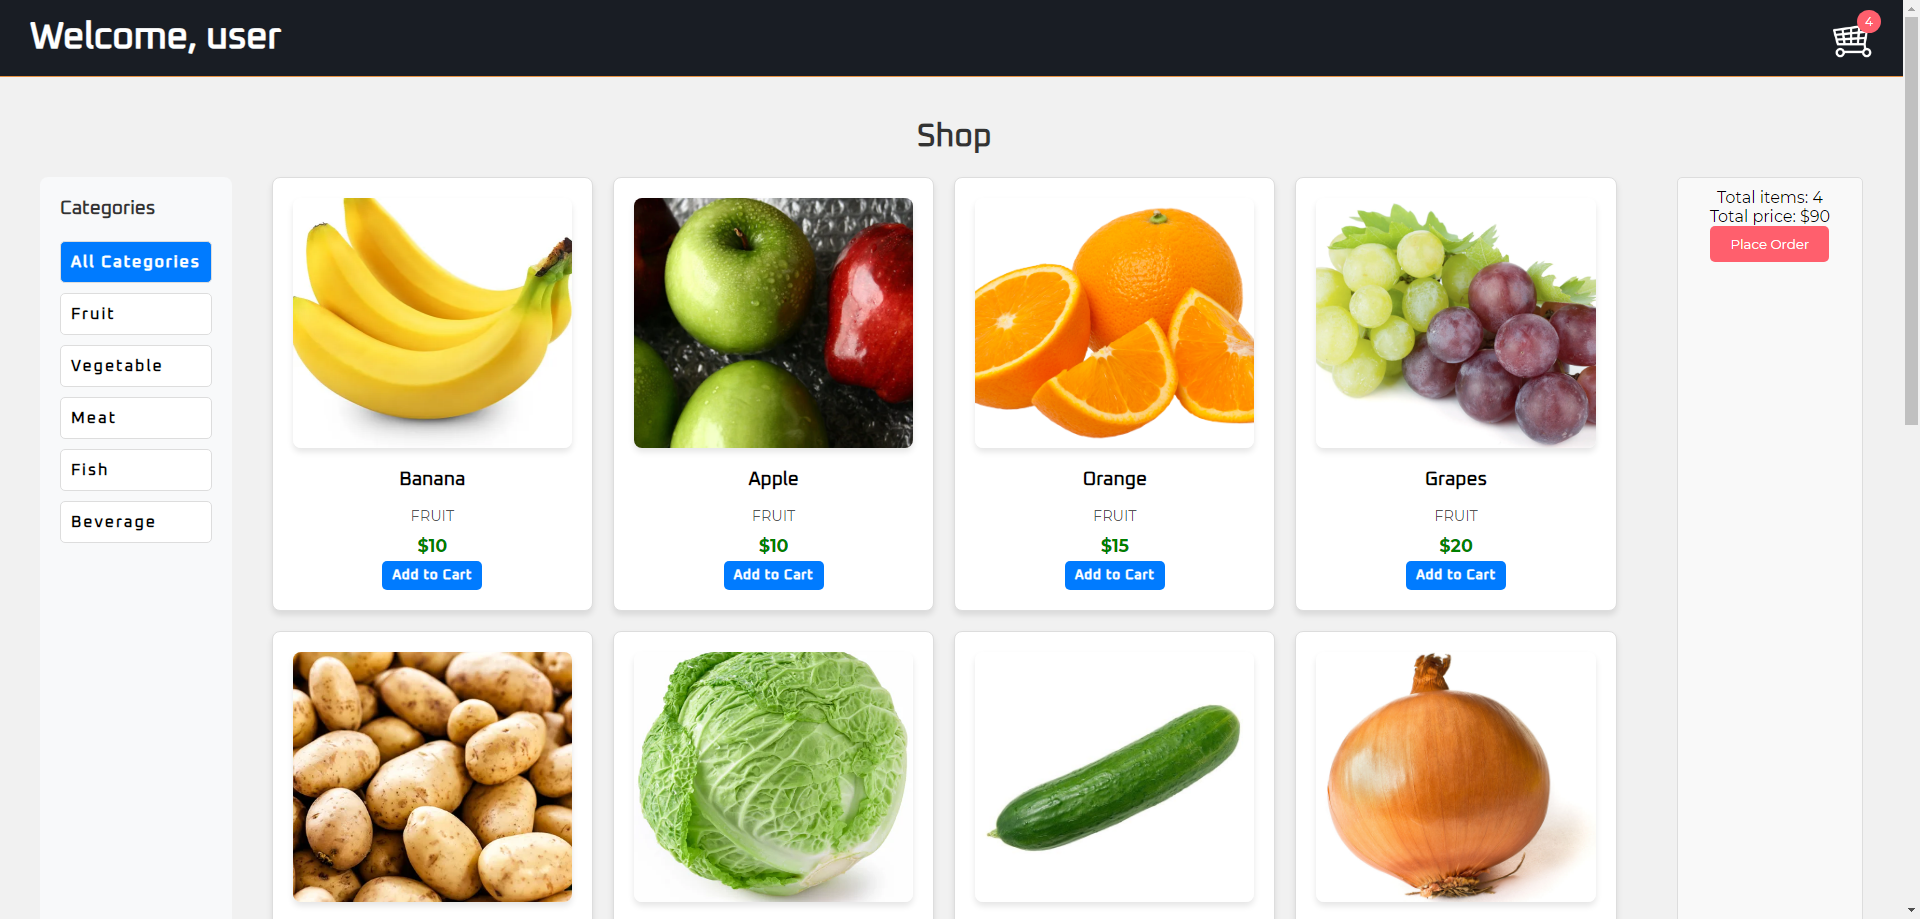 Welcome, user
4
Shop
Categories
All Categories
Fruit
Vegetable
Meat
Fish
Beverage
Banana
FRUIT
$10
Add to Cart
Apple
FRUIT
$10
Add to Cart
Orange
FRUIT
$15
Add to Cart
Grapes
FRUIT
$20
Add to Cart
Total items: 4
Total price: $90
Place Order